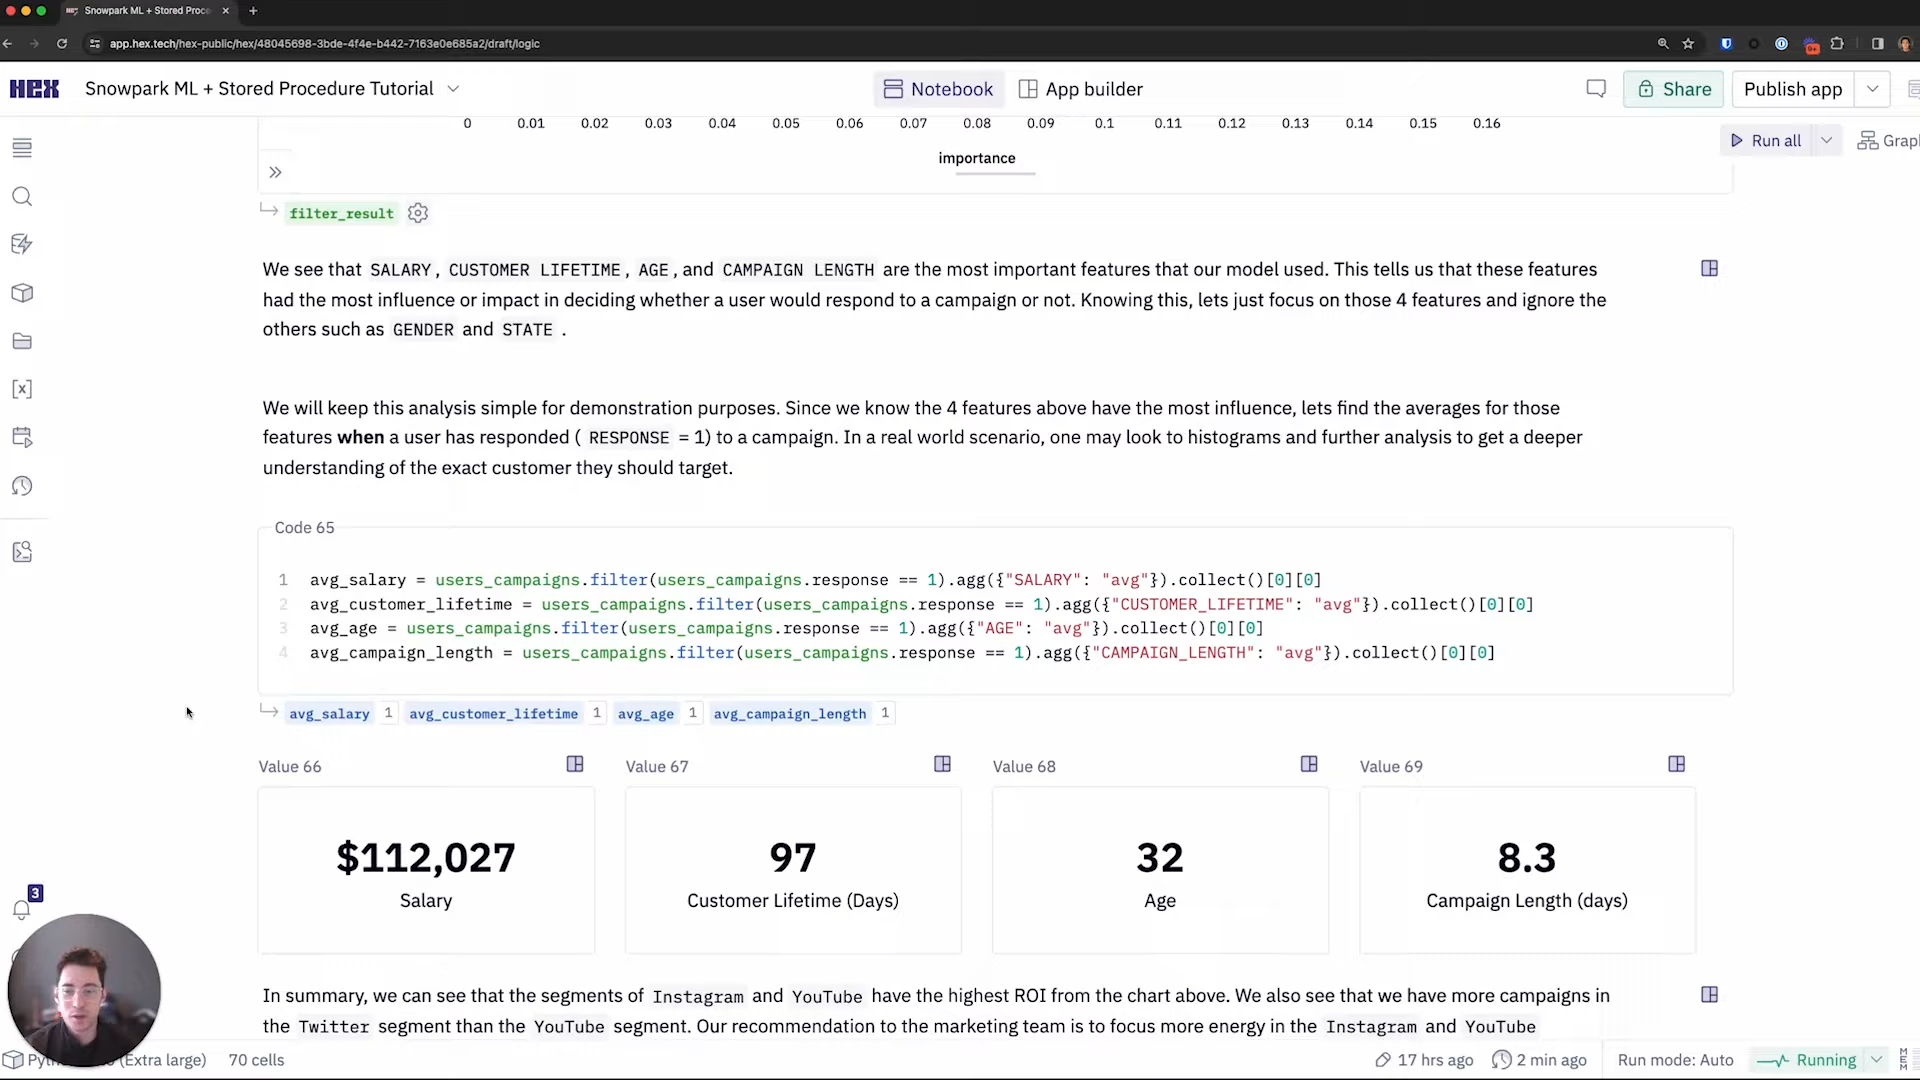 Snowpark ML + Stored Proce
app.hex.tech/hex-public/hex/48045698-3bde-4f4e-b442-7163e0e685a2/draft/logic
HEX
Snowpark ML + Stored Procedure Tutorial
Notebook
App builder
Share
Publish app
Run all
0 0.01 0.02 0.03 0.04 0.05 0.06 0.07 0.08 0.09 0.1 0.11 0.12 0.13 0.14 0.15 0.16
importance
filter_result
We see that SALARY, CUSTOMER LIFETIME, AGE, and CAMPAIGN LENGTH are the most important features that our model used. This tells us that these features
had the most influence or impact in deciding whether a user would respond to a campaign or not. Knowing this, lets just focus on those 4 features and ignore the
others such as GENDER and STATE .
We will keep this analysis simple for demonstration purposes. Since we know the 4 features above have the most influence, lets find the averages for those
features when a user has responded ( RESPONSE = 1) to a campaign. In a real world scenario, one may look to histograms and further analysis to get a deeper
understanding of the exact customer they should target.
Code 65
1 avg_salary = users_campaigns.filter(users_campaigns.response == 1).agg({"SALARY": "avg"}).collect()[0][0]
2 avg_customer_lifetime = users_campaigns.filter(users_campaigns.response == 1).agg({"CUSTOMER_LIFETIME": "avg"}).collect()[0][0]
3 avg_age = users_campaigns.filter(users_campaigns.response == 1).agg({"AGE": "avg"}).collect()[0][0]
4 avg_campaign_length = users_campaigns.filter(users_campaigns.response == 1).agg({"CAMPAIGN_LENGTH": "avg"}).collect()[0][0]
avg_salary 1 avg_customer_lifetime 1 avg_age 1 avg_campaign_length 1
Value 66
Value 67
Value 68
Value 69
$112,027
Salary
97
Customer Lifetime (Days)
32
Age
8.3
Campaign Length (days)
3
In summary, we can see that the segments of Instagram and YouTube have the highest ROI from the chart above. We also see that we have more campaigns in
the Twitter segment than the YouTube segment. Our recommendation to the marketing team is to focus more energy in the Instagram and YouTube
(Extra large)
70 cells
17 hrs ago
2 min ago
Run mode: Auto
Running